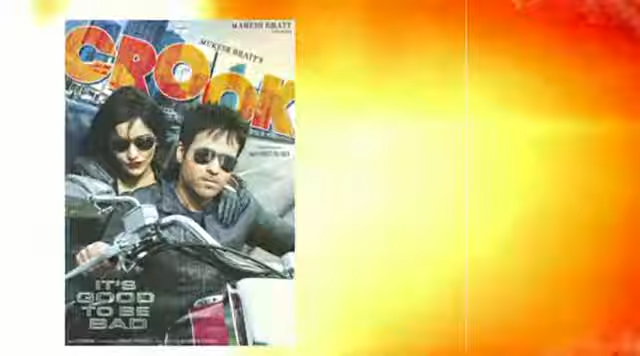 MAHESH BHATT
MUKESH BHATT'S
CROOK
IT'S
GOOD
TO BE
BAD